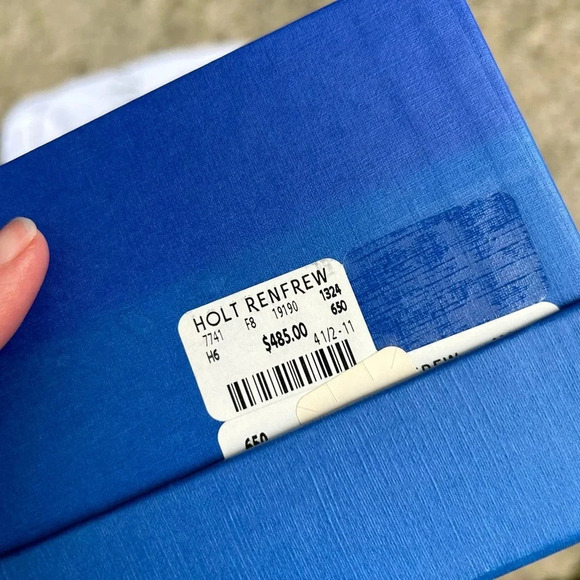 HOLT RENFREW
7741 F8 19190 1324
H6 $485.00 650
4 1/2-11
650